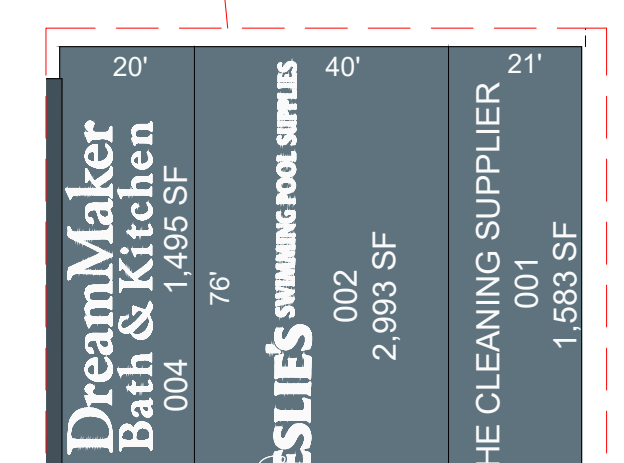 20'
40'
21'
DreamMaker
Bath & Kitchen
004 1,495 SF
76'
ESLIE'S SWIMMING POOL SUPPLIES
002
2,993 SF
HE CLEANING SUPPLIER
001
1,583 SF